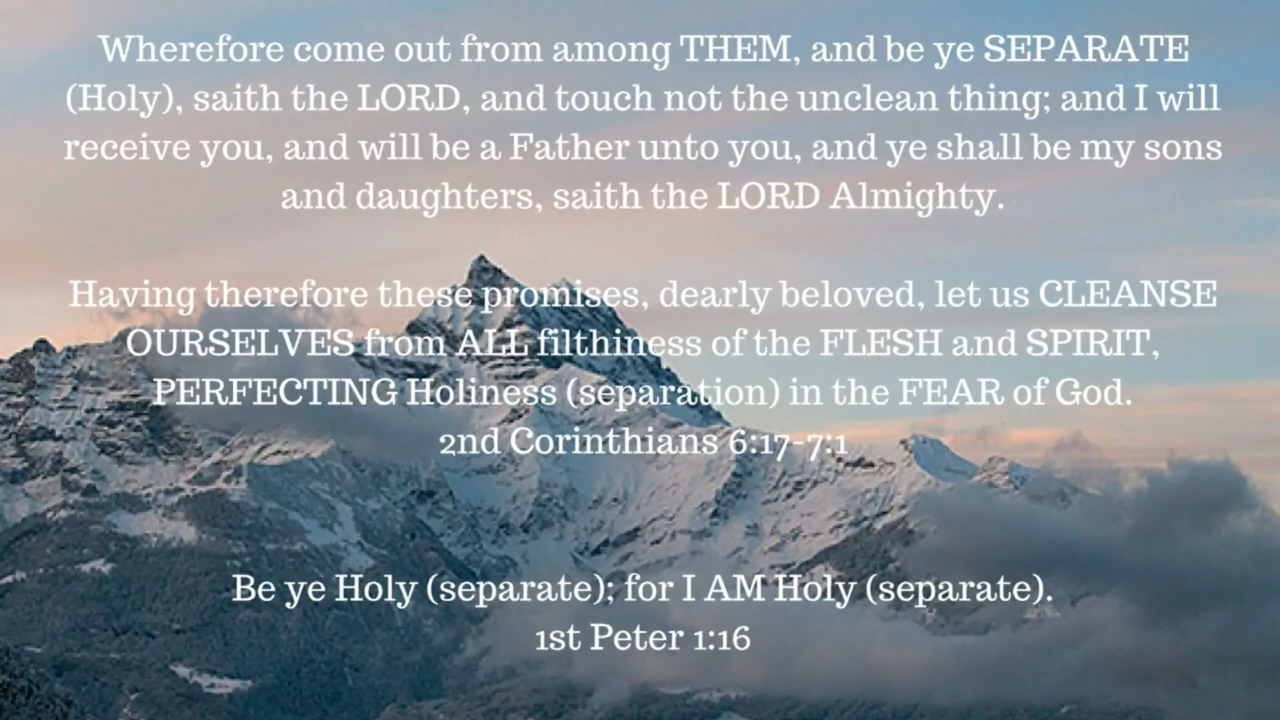 Wherefore come out from among THEM, and be ye SEPARATE
(Holy), saith the LORD, and touch not the unclean thing; and I will
receive you, and will be a Father unto you, and ye shall be my sons
and daughters, saith the LORD Almighty.
Having therefore these promises, dearly beloved, let us CLEANSE
OURSELVES from ALL filthiness of the FLESH and SPIRIT,
PERFECTING Holiness (separation) in the FEAR of God.
2nd Corinthians 6:17-7:1
Be ye Holy (separate); for I AM Holy (separate).
1st Peter 1:16